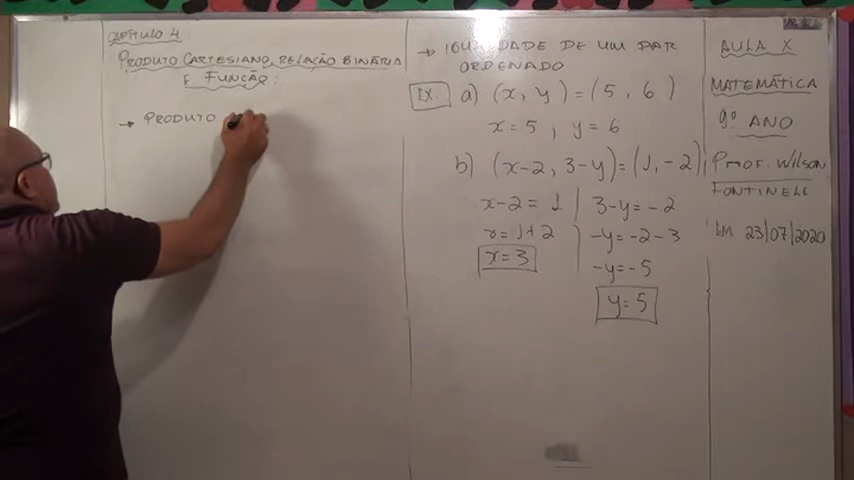 CAPÍTULO 4
PRODUTO CARTESIANO, RELAÇÃO BINÁRIA
E FUNÇÃO:
→ PRODUTO
→ IGUALDADE DE UM PAR
ORDENADO
EX. a) (x, y) = (5, 6)
x = 5, y = 6
b) (x-2, 3-y) = (1, -2)
x-2 = 1 | 3-y = -2
x = 1+2 | -y = -2-3
x = 3 | -y = -5
y = 5
AULA X
MATEMÁTICA
9º ANO
PROF. WILSON
FONTINELE
EM 23/07/2020